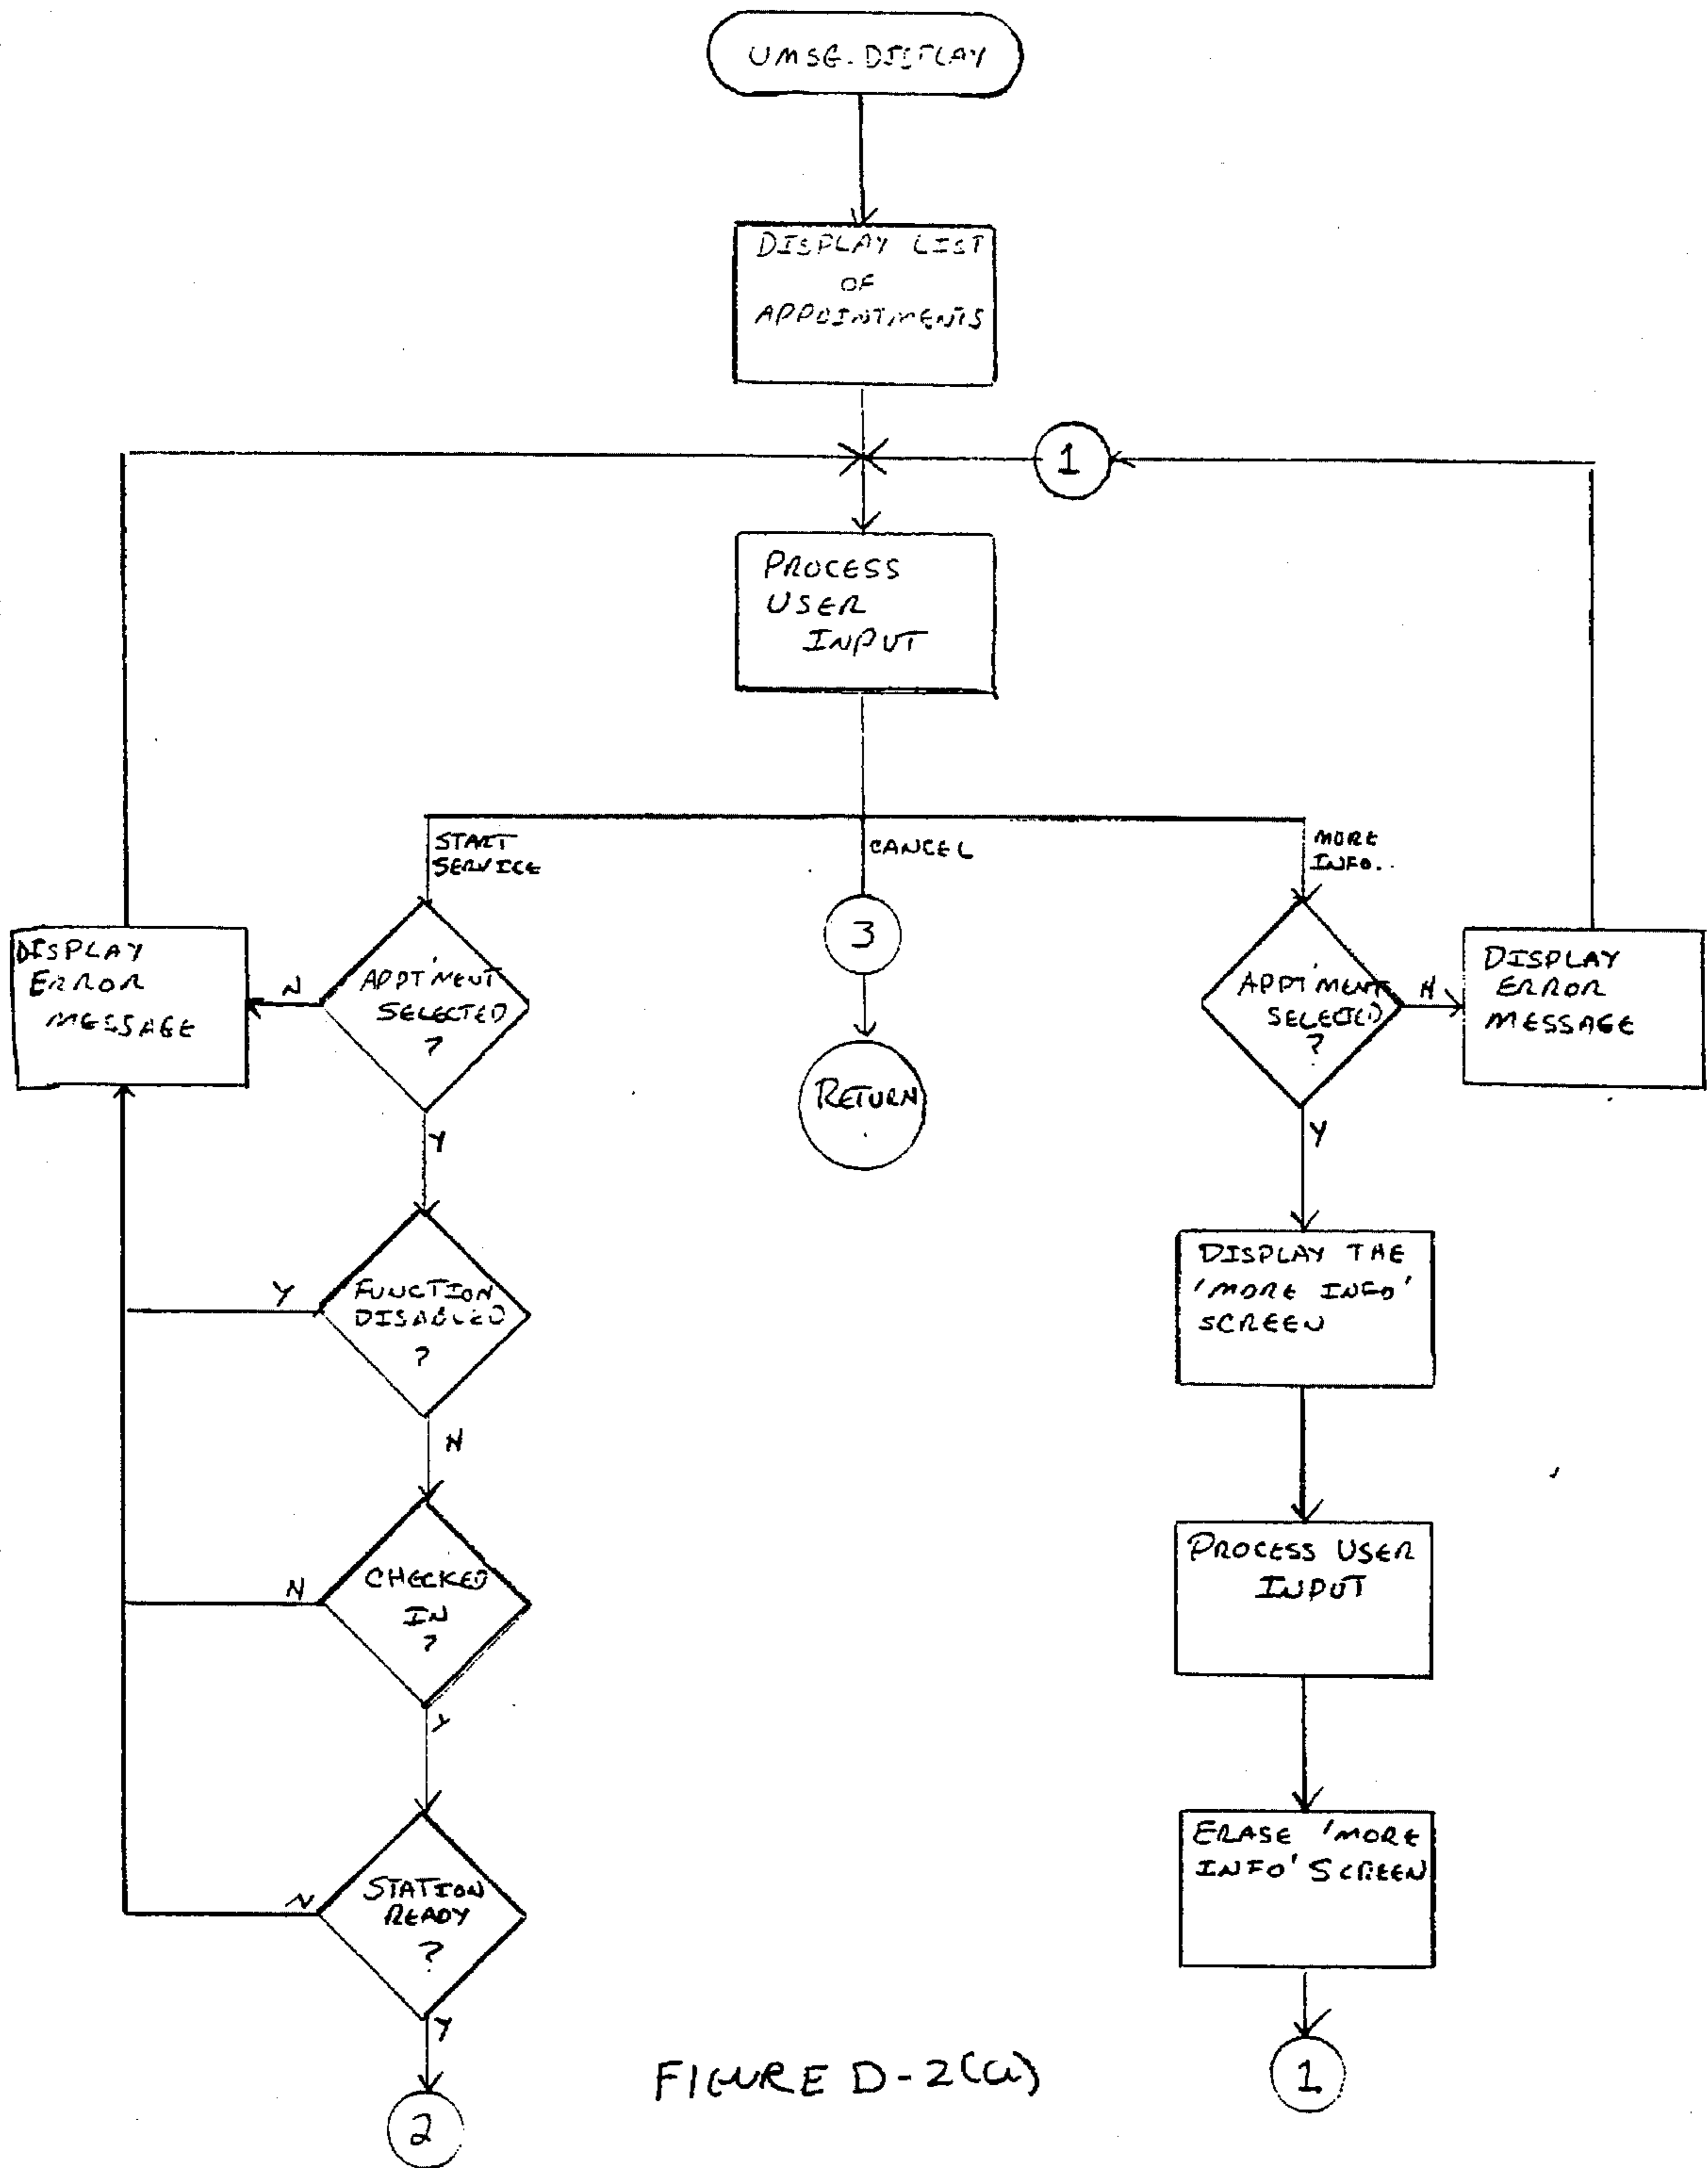 UMSG.DISPLAY
DISPLAY LIST
OF
APPOINTMENTS
1
PROCESS
USER
INPUT
START
SERVICE
CANCEL
MORE
INFO.
DISPLAY
ERROR
MESSAGE
N
APPT'MENT
SELECTED
?
3
RETURN
APPT'MENT
SELECTED
?
N
DISPLAY
ERROR
MESSAGE
Y
Y
FUNCTION
DISABLED
?
Y
N
DISPLAY THE
'MORE INFO'
SCREEN
CHECKED
IN
?
N
Y
PROCESS USER
INPUT
STATION
READY
?
N
Y
2
ERASE 'MORE
INFO' SCREEN
1
FIGURE D-2(a)